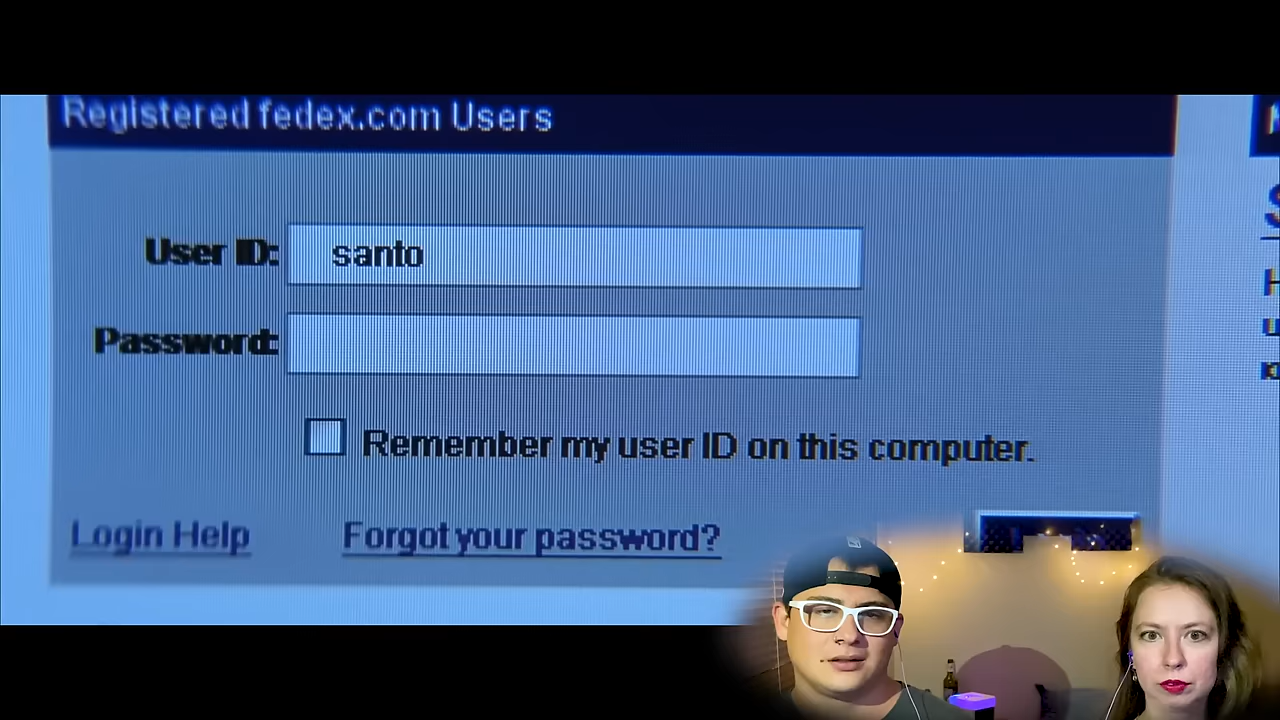 Registered fedex.com Users
User ID: santo
Password:
Remember my user ID on this computer.
Login Help Forgot your password?